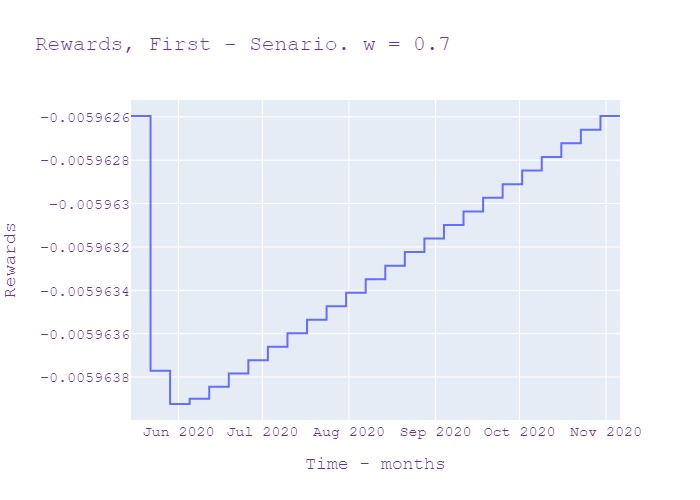 Rewards, First - Senario. w = 0.7
-0.0059626
-0.0059628
-0.005963
-0.0059632
-0.0059634
-0.0059636
-0.0059638
Rewards
Jun 2020 Jul 2020 Aug 2020 Sep 2020 Oct 2020 Nov 2020
Time - months